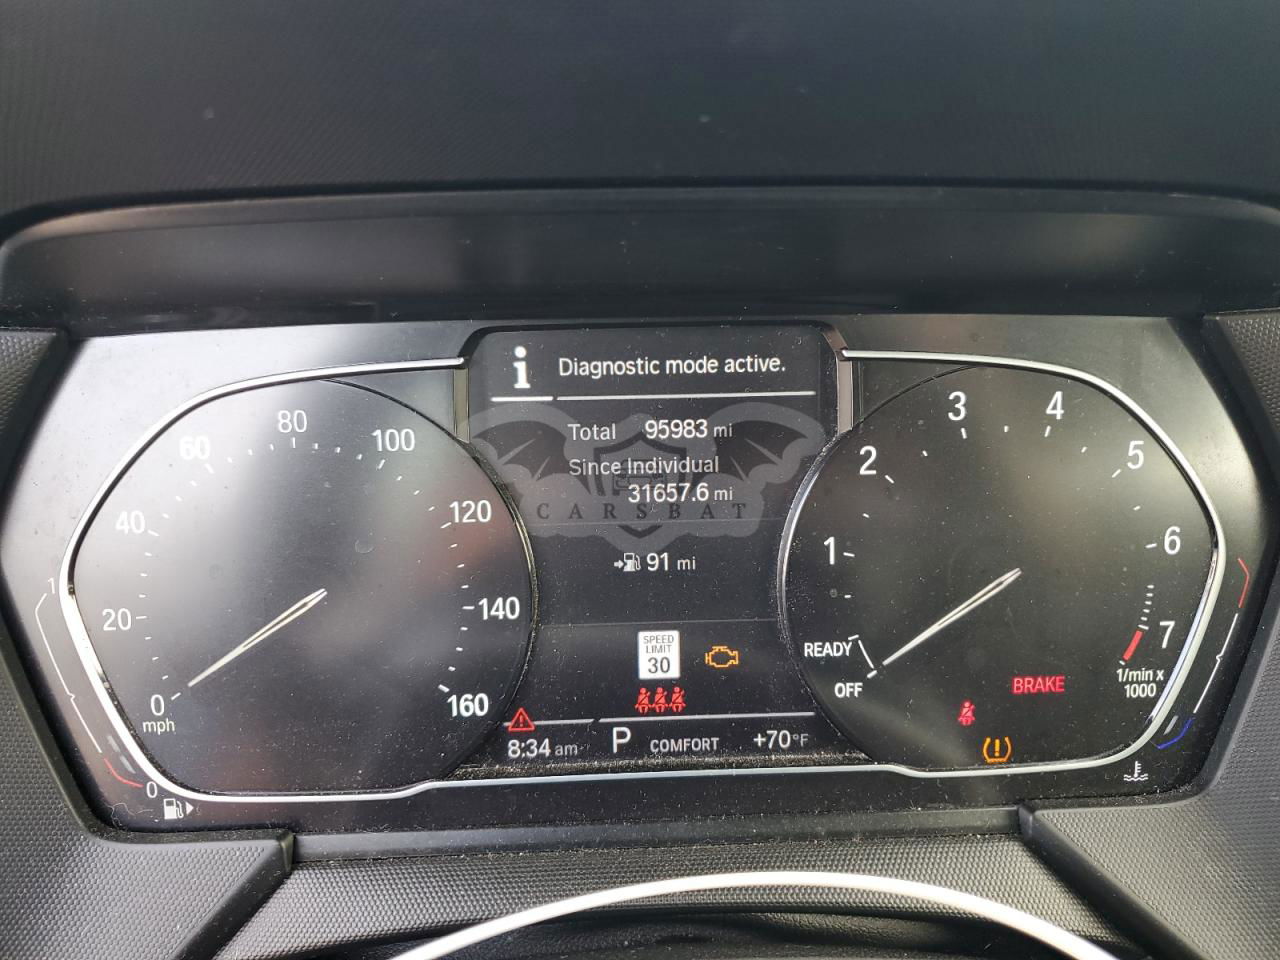 Diagnostic mode active.
Total 95983 mi
Since Individual
31657.6 mi
CARSBAT
91 mi
SPEED
LIMIT
30
8:34 am P COMFORT +70°F
0
20
40
60
80
100
120
140
160
mph
1
0
OFF
READY
1
2
3
4
5
6
7
1/min x
1000
BRAKE